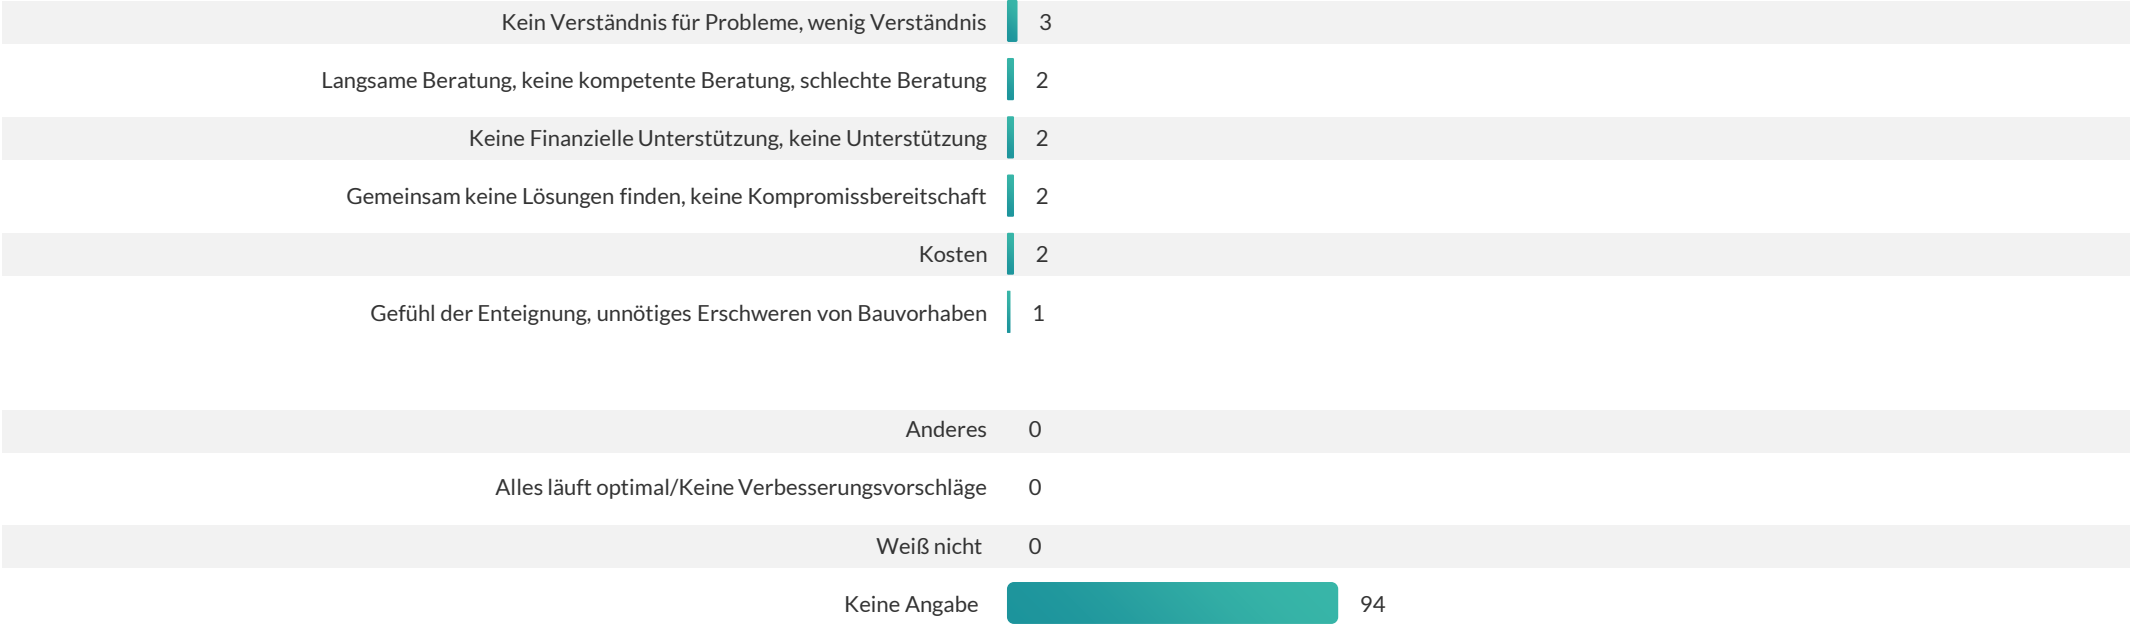 Kein Verständnis für Probleme, wenig Verständnis 3
Langsame Beratung, keine kompetente Beratung, schlechte Beratung 2
Keine Finanzielle Unterstützung, keine Unterstützung 2
Gemeinsam keine Lösungen finden, keine Kompromissbereitschaft 2
Kosten 2
Gefühl der Enteignung, unnötiges Erschweren von Bauvorhaben 1
Anderes 0
Alles läuft optimal/Keine Verbesserungsvorschläge 0
Weiß nicht 0
Keine Angabe 94